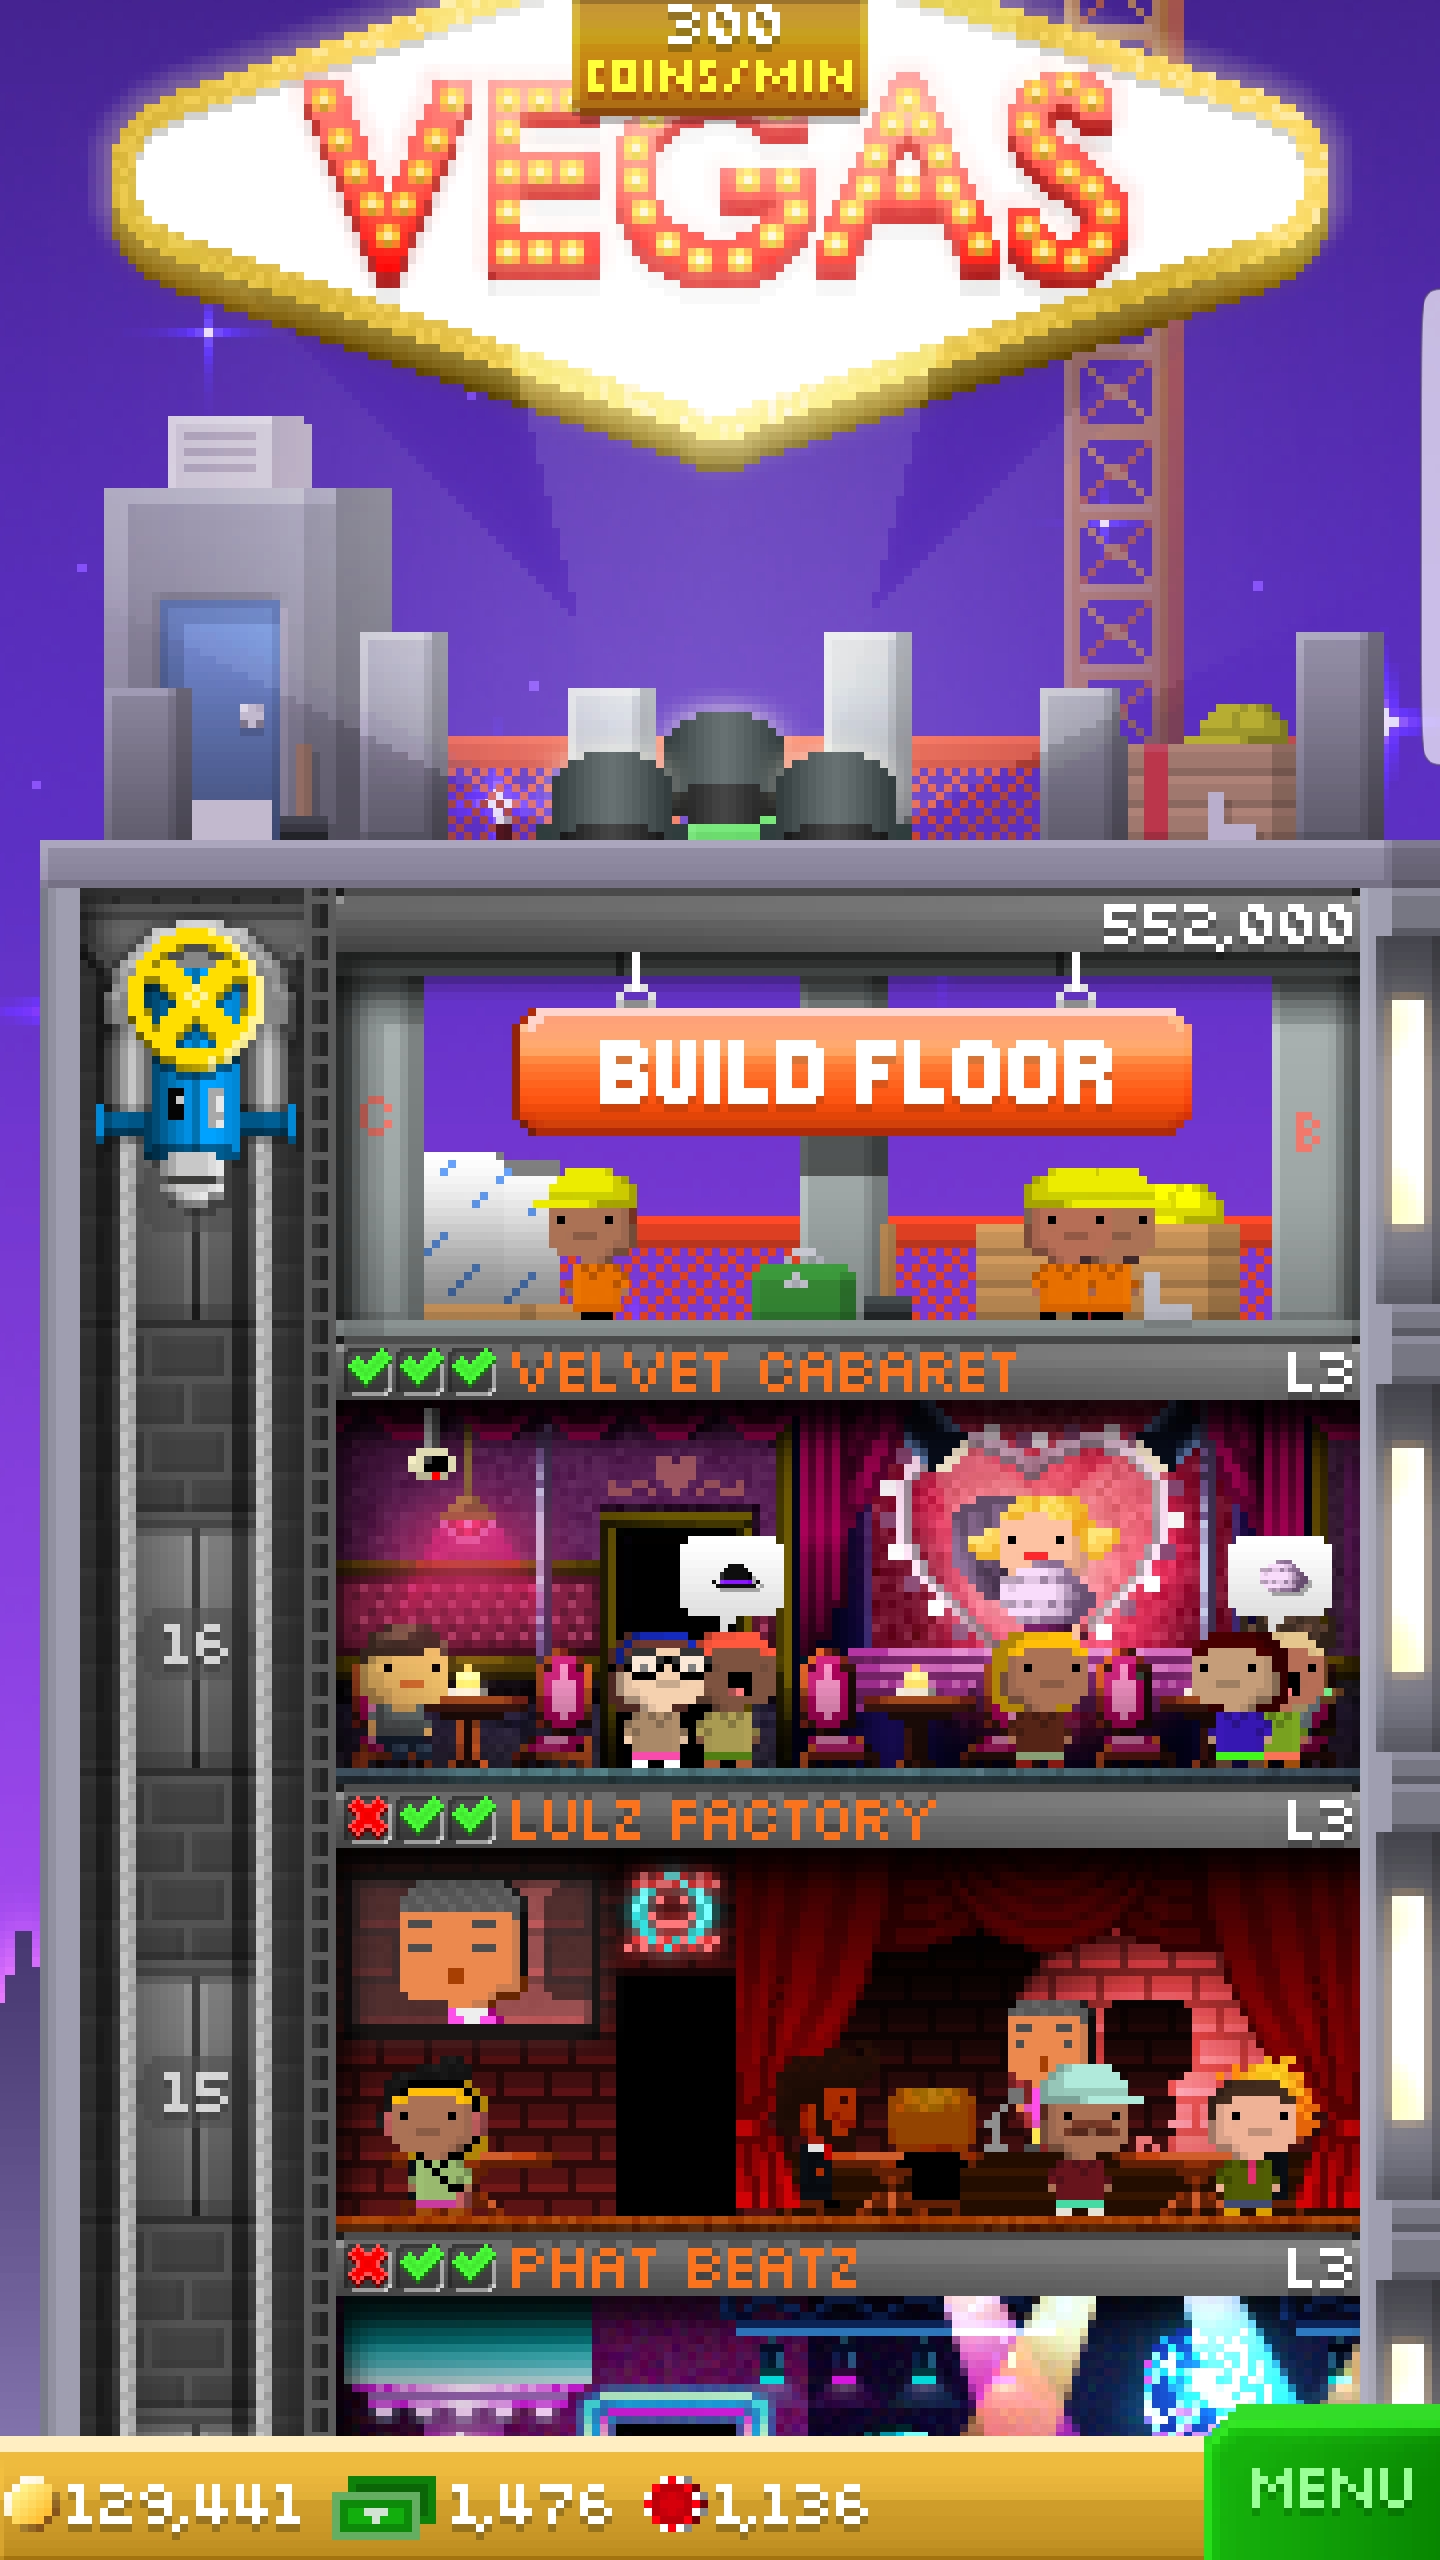 300
COINS/MIN
VEGAS
552,000
BUILD FLOOR
C
B
VELVET CABARET L3
16
LULZ FACTORY L3
15
PHAT BEATZ L3
129,441 1,476 1,136
MENU